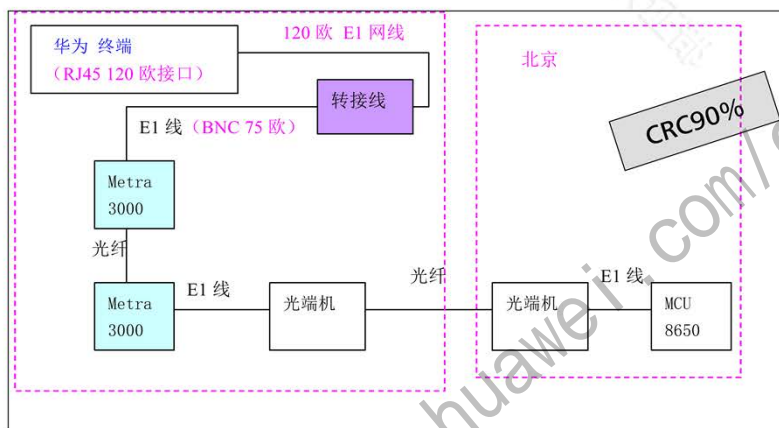 华为 终端
（RJ45 120 欧接口）
120 欧 E1 网线
转接线
E1 线（BNC 75 欧）
Metra
3000
光纤
Metra
3000
E1 线
光端机
光纤
北京
CRC90%
光端机
E1 线
MCU
8650
huawei.com/